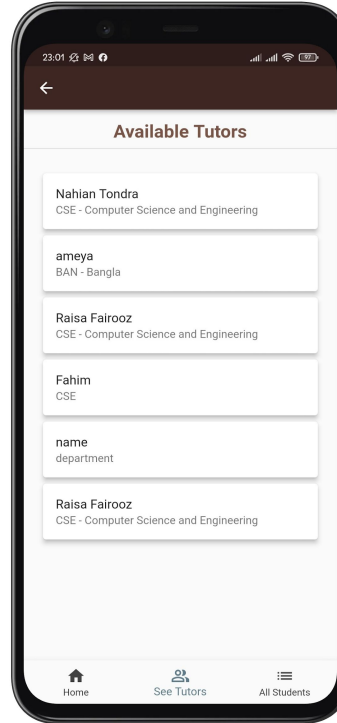 23:01
97
Available Tutors
Nahian Tondra
CSE - Computer Science and Engineering
ameya
BAN - Bangla
Raisa Fairooz
CSE - Computer Science and Engineering
Fahim
CSE
name
department
Raisa Fairooz
CSE - Computer Science and Engineering
Home
See Tutors
All Students